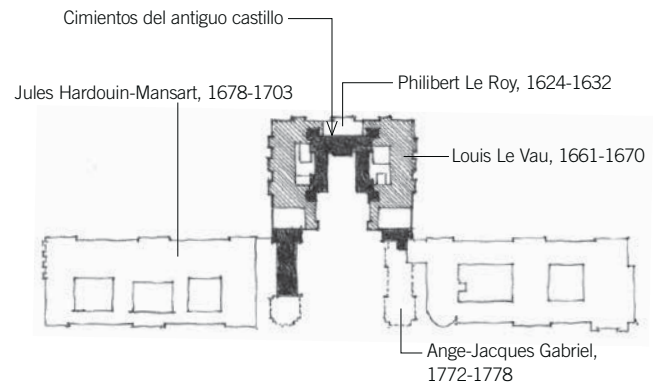 Cimientos del antiguo castillo
Philibert Le Roy, 1624-1632
Jules Hardouin-Mansart, 1678-1703
Louis Le Vau, 1661-1670
Ange-Jacques Gabriel,
1772-1778